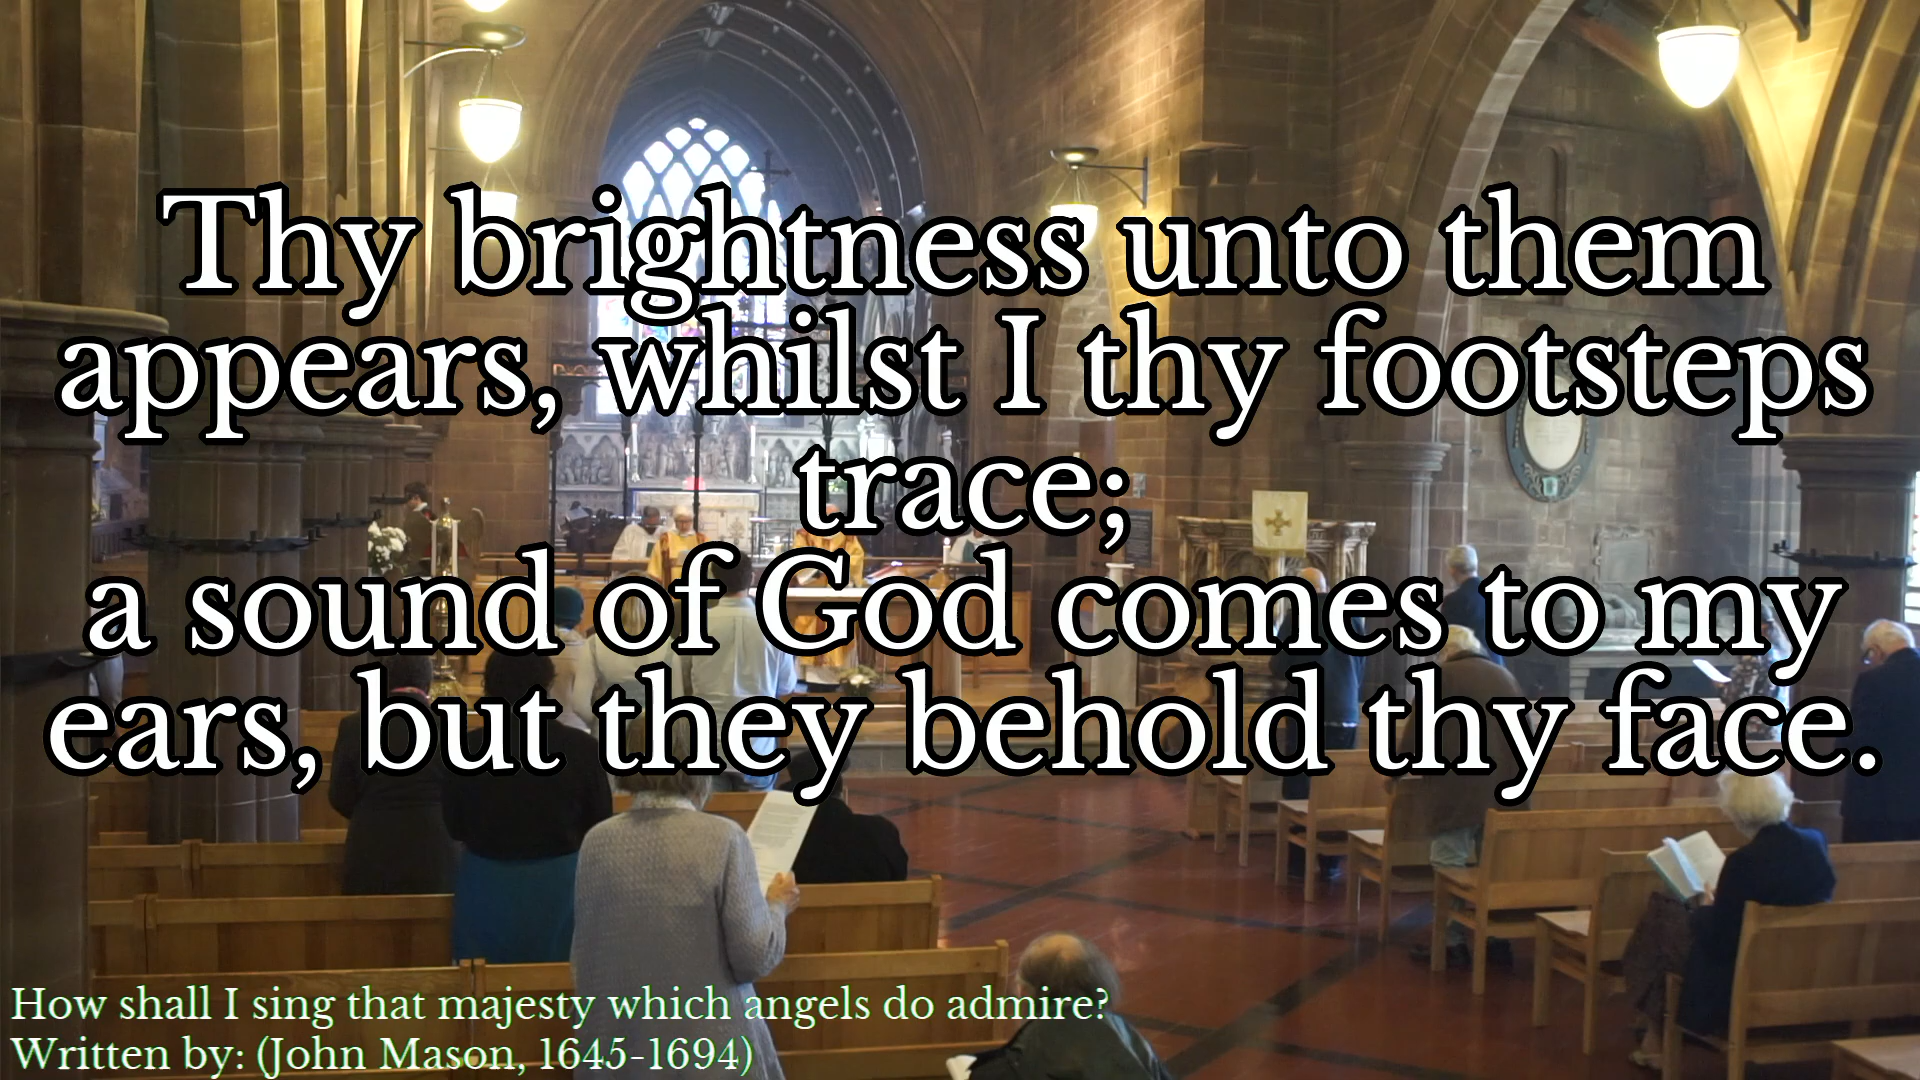 Thy brightness unto them
appears, whilst I thy footsteps
trace;
a sound of God comes to my
ears, but they behold thy face.
How shall I sing that majesty which angels do admire?
Written by: (John Mason, 1645-1694)